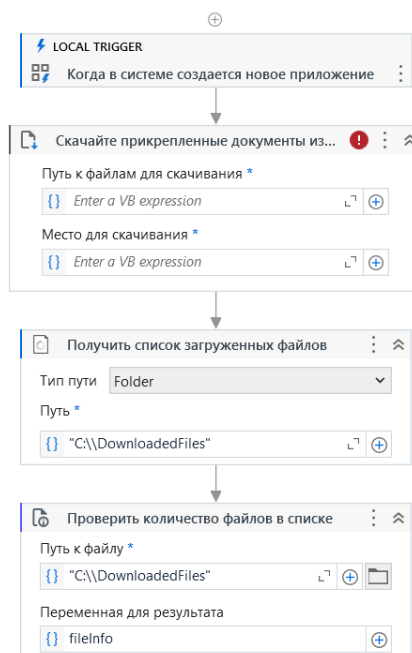 LOCAL TRIGGER
Когда в системе создается новое приложение
Скачайте прикрепленные документы из...
Путь к файлам для скачивания *
{} Enter a VB expression
Место для скачивания *
{} Enter a VB expression
Получить список загруженных файлов
Тип пути Folder
Путь *
{} "C:\\DownloadedFiles"
Проверить количество файлов в списке
Путь к файлу *
{} "C:\\DownloadedFiles"
Переменная для результата
{} fileInfo